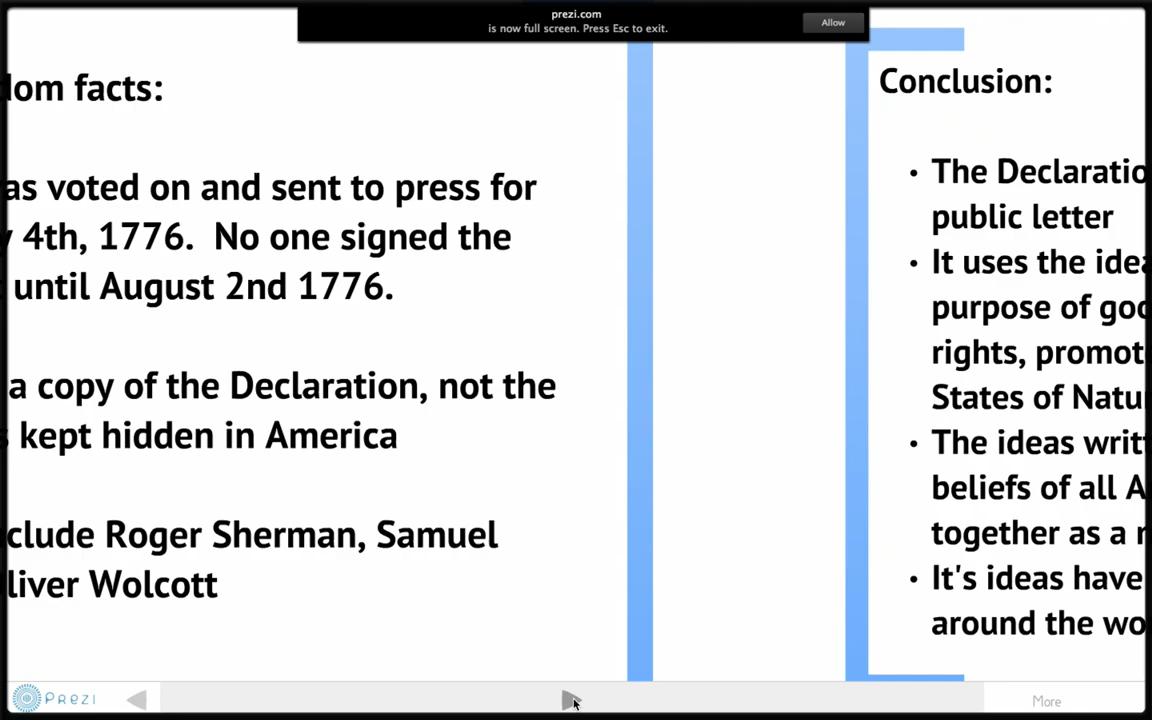 prezi.com
is now full screen. Press Esc to exit.
Allow
dom facts:
as voted on and sent to press for
4th, 1776. No one signed the
until August 2nd 1776.
a copy of the Declaration, not the
kept hidden in America
clude Roger Sherman, Samuel
liver Wolcott
Conclusion:
• The Declaratio
public letter
• It uses the idea
purpose of goo
rights, promot
States of Natu
• The ideas writt
beliefs of all A
together as a
• It's ideas have
around the wo
PREZI
More